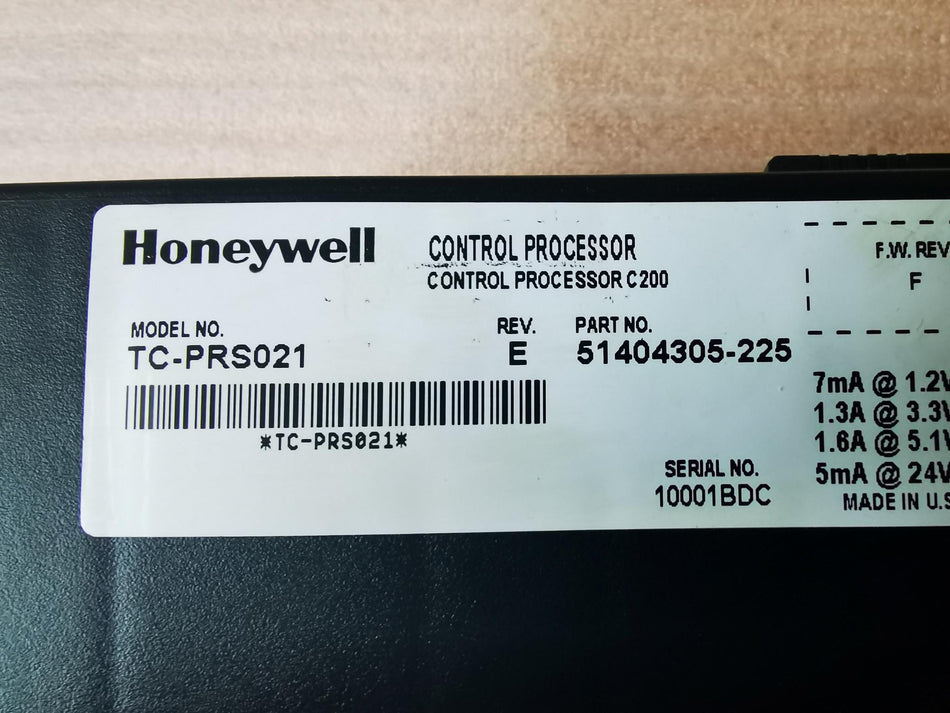 Honeywell
CONTROL PROCESSOR
CONTROL PROCESSOR C200
F.W. REV
F
MODEL NO.
TC-PRS021
REV.
E
PART NO.
51404305-225
*TC-PRS021*
7mA @ 1.2V
1.3A @ 3.3V
1.6A @ 5.1V
5mA @ 24V
SERIAL NO.
10001BDC
MADE IN U.S